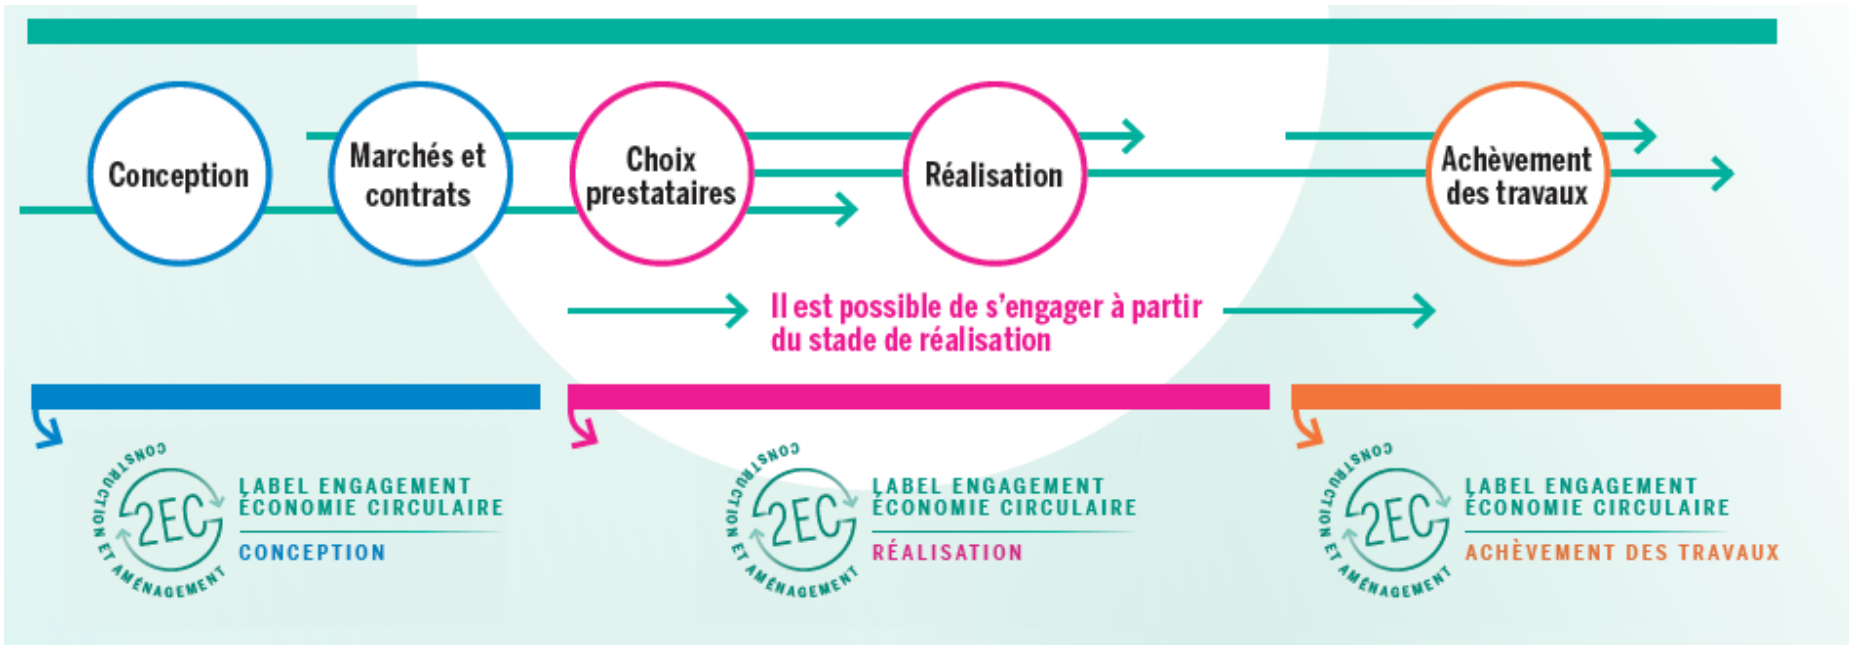 Conception
Marchés et
contrats
Choix
prestataires
Réalisation
Achèvement
des travaux
Il est possible de s'engager à partir
du stade de réalisation
CONSTRUCTION ET AMÉNAGEMENT
2EC
LABEL ENGAGEMENT
ÉCONOMIE CIRCULAIRE
CONCEPTION
CONSTRUCTION ET AMÉNAGEMENT
2EC
LABEL ENGAGEMENT
ÉCONOMIE CIRCULAIRE
RÉALISATION
CONSTRUCTION ET AMÉNAGEMENT
2EC
LABEL ENGAGEMENT
ÉCONOMIE CIRCULAIRE
ACHÈVEMENT DES TRAVAUX